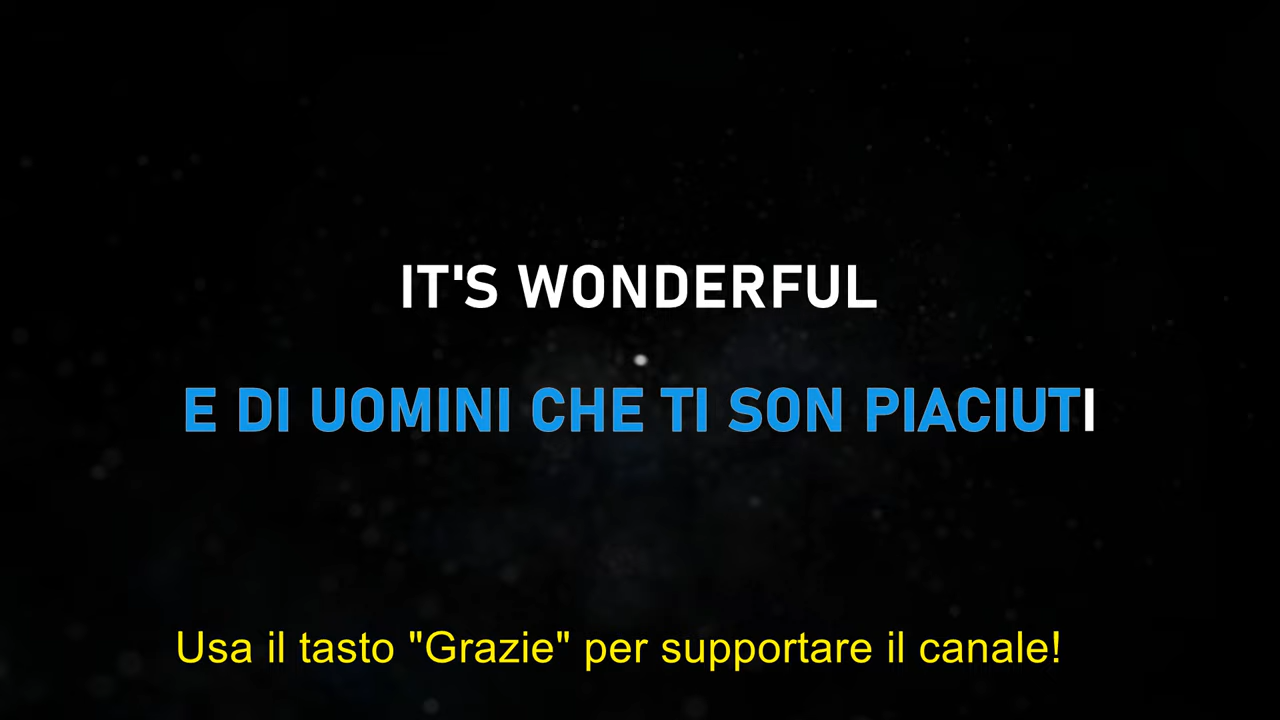 IT'S WONDERFUL
E DI UOMINI CHE TI SON PIACIUTI
Usa il tasto "Grazie" per supportare il canale!